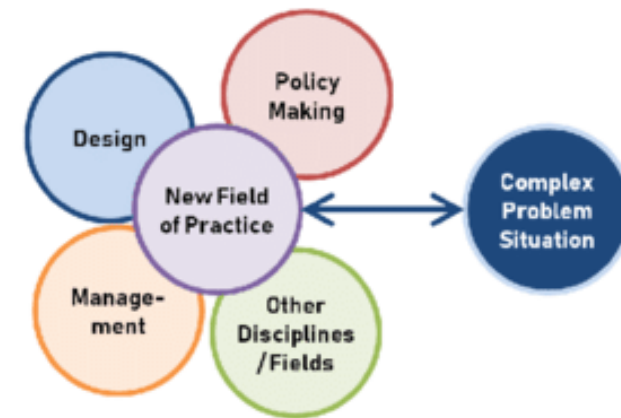 Policy
Making
Design
New Field
of Practice
Complex
Problem
Situation
Manage-
ment
Other
Disciplines
/Fields